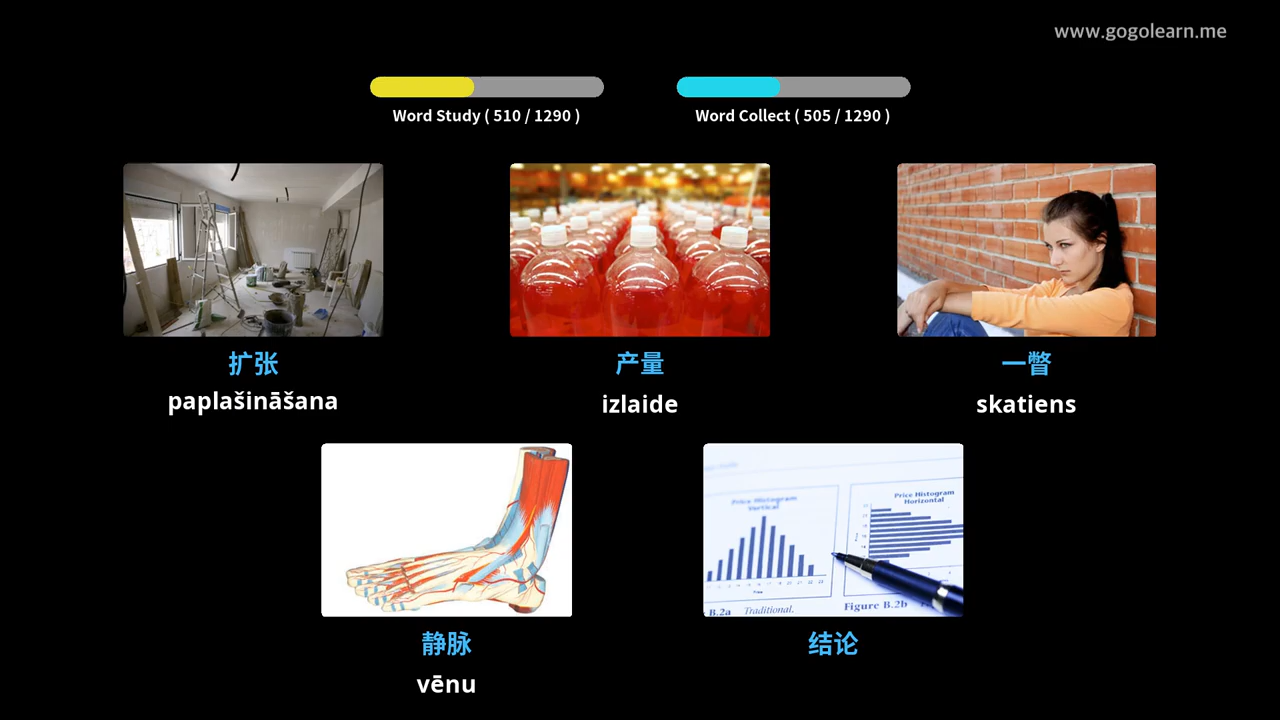 www.gogolearn.me
Word Study ( 510 / 1290 )
Word Collect ( 505 / 1290 )
扩张
产量
一瞥
paplašināšana
izlaide
skatiens
Price Histogram
Vertical
Price Histogram
Horizontal
B.2a Traditional.
Figure B.2b
静脉
结论
vēnu